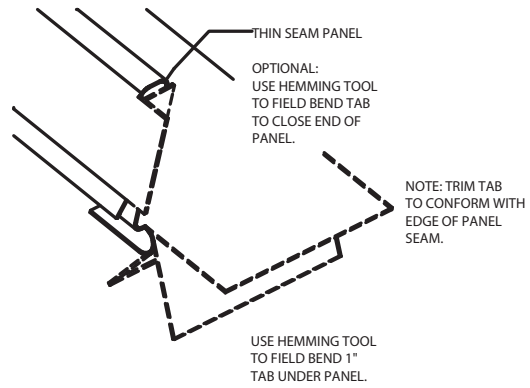 THIN SEAM PANEL
OPTIONAL:
USE HEMMING TOOL
TO FIELD BEND TAB
TO CLOSE END OF
PANEL.
NOTE: TRIM TAB
TO CONFORM WITH
EDGE OF PANEL
SEAM.
USE HEMMING TOOL
TO FIELD BEND 1"
TAB UNDER PANEL.